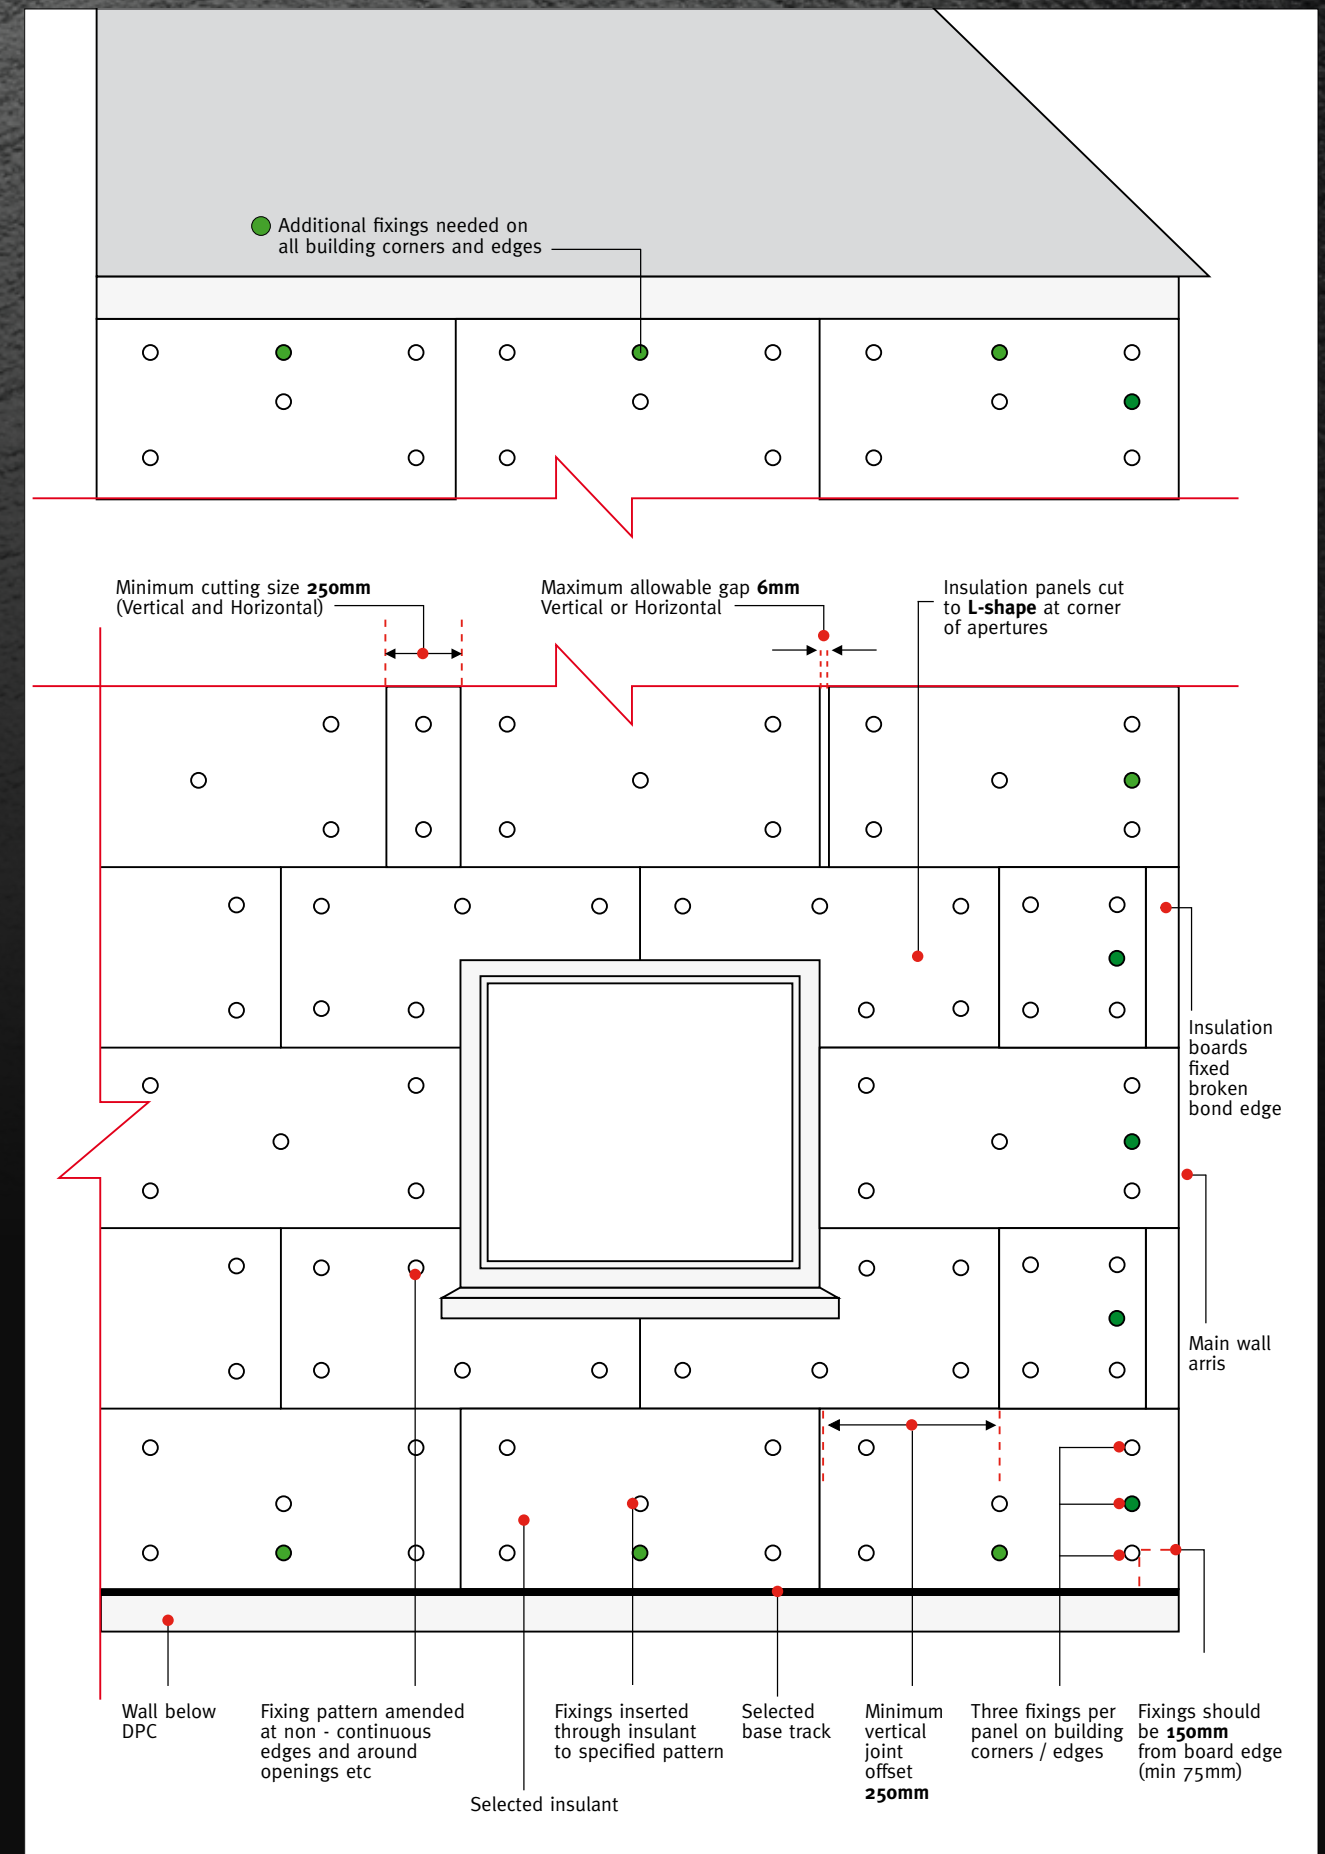 Additional fixings needed on
all building corners and edges
Minimum cutting size 250mm
(Vertical and Horizontal)
Maximum allowable gap 6mm
Vertical or Horizontal
Insulation panels cut
to L-shape at corner
of apertures
Insulation
boards
fixed
broken
bond edge
Main wall
arris
Wall below
DPC
Fixing pattern amended
at non - continuous
edges and around
openings etc
Selected insulant
Fixings inserted
through insulant
to specified pattern
Selected
base track
Minimum
vertical
joint
offset
250mm
Three fixings per
panel on building
corners / edges
Fixings should
be 150mm
from board edge
(min 75mm)